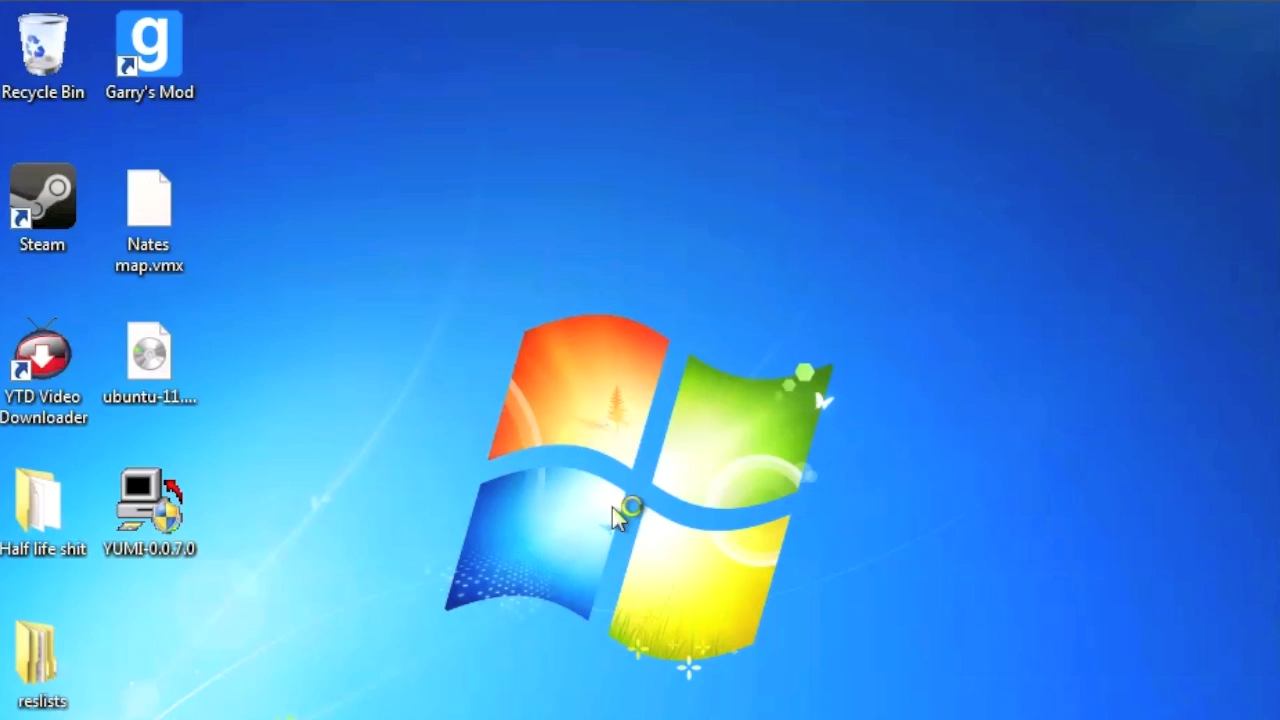 Recycle Bin
Garry's Mod
Steam
Nates
map.vmx
YTD Video
Downloader
ubuntu-11....
Half life shit
YUMI-0.0.7.0
reslists